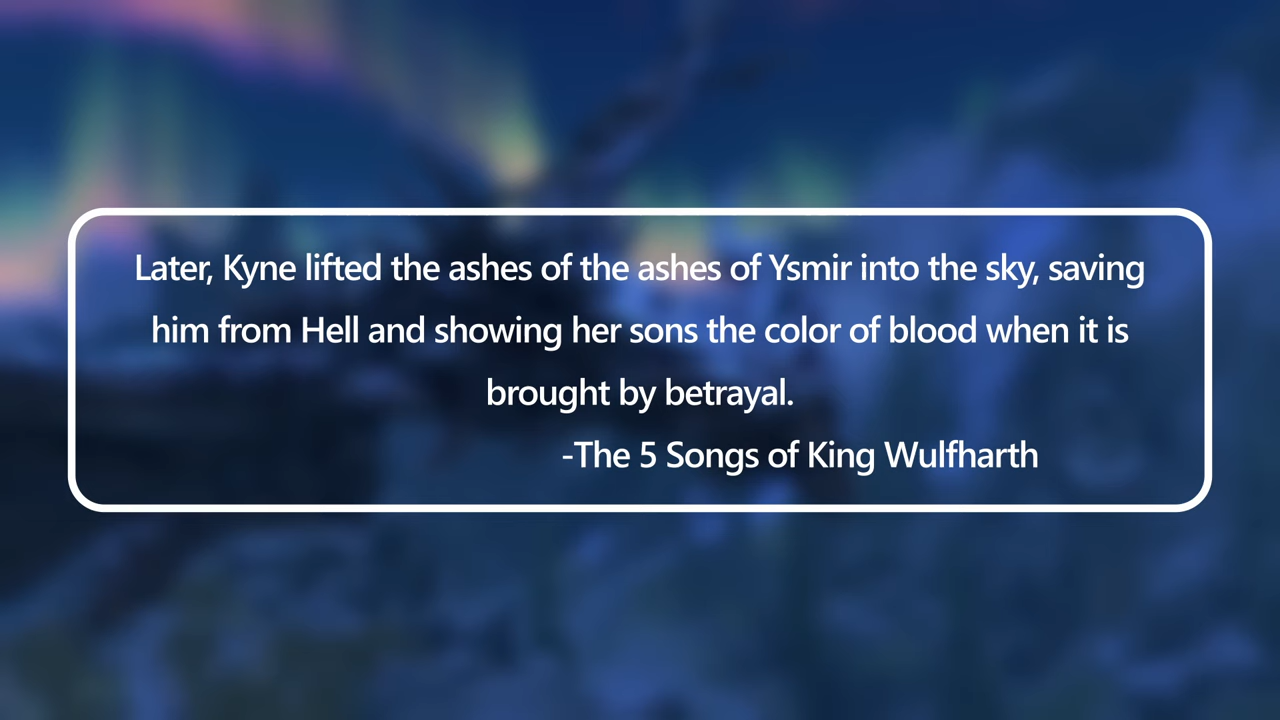 Later, Kyne lifted the ashes of the ashes of Ysmir into the sky, saving
him from Hell and showing her sons the color of blood when it is
brought by betrayal.
-The 5 Songs of King Wulfharth